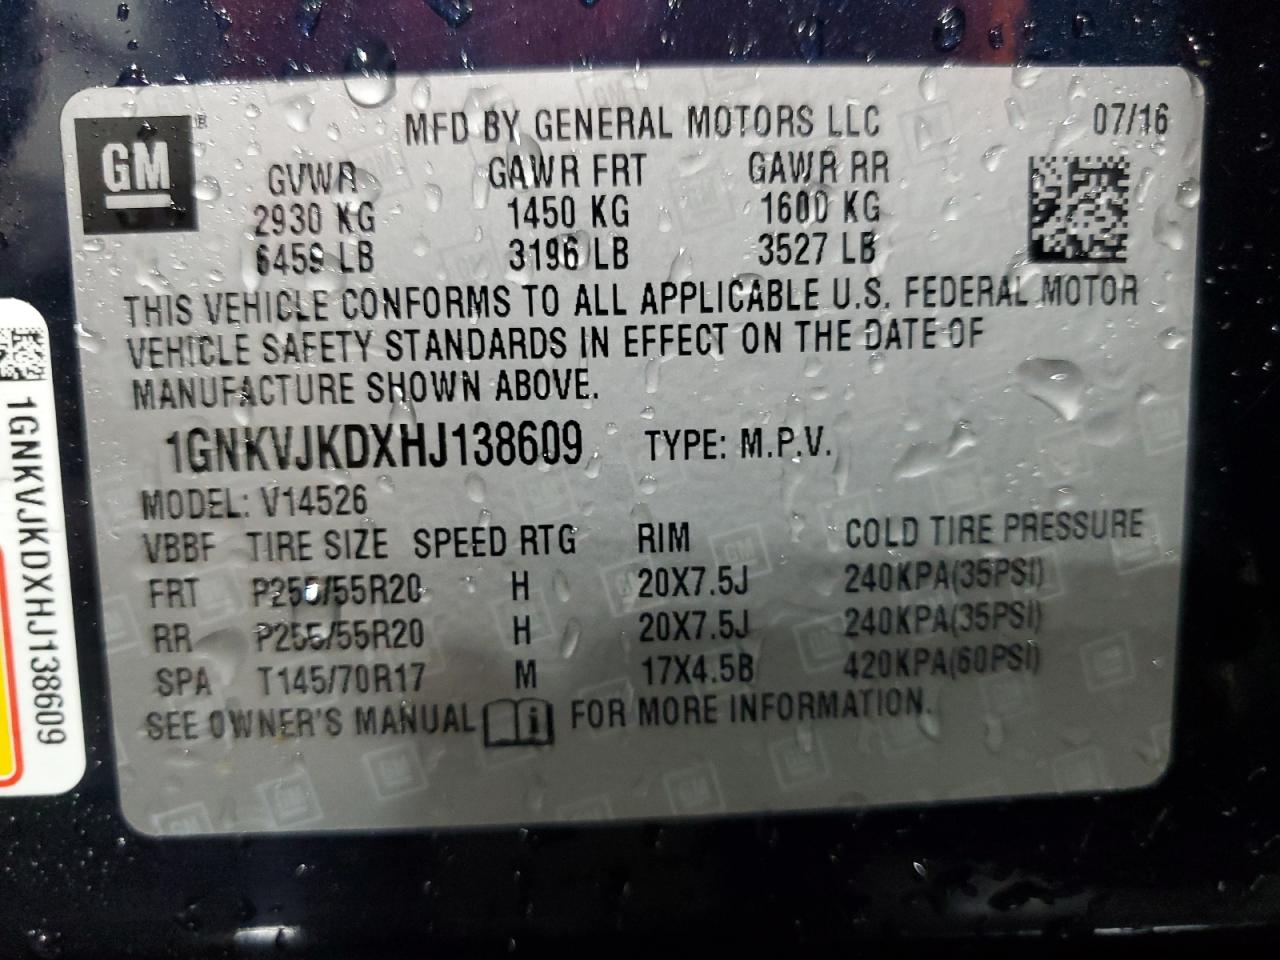 GM ®
MFD BY GENERAL MOTORS LLC 07/16
GVWR GAWR FRT GAWR RR
2930 KG 1450 KG 1600 KG
6459 LB 3196 LB 3527 LB
THIS VEHICLE CONFORMS TO ALL APPLICABLE U.S. FEDERAL MOTOR
VEHICLE SAFETY STANDARDS IN EFFECT ON THE DATE OF
MANUFACTURE SHOWN ABOVE.
1GNKVJKDXHJ138609 TYPE: M.P.V.
MODEL: V14526
VBBF TIRE SIZE SPEED RTG RIM COLD TIRE PRESSURE
FRT P255/55R20 H 20X7.5J 240KPA(35PSI)
RR P255/55R20 H 20X7.5J 240KPA(35PSI)
SPA T145/70R17 M 17X4.5B 420KPA(60PSI)
SEE OWNER'S MANUAL i FOR MORE INFORMATION.
1GNKVJKDXHJ138609